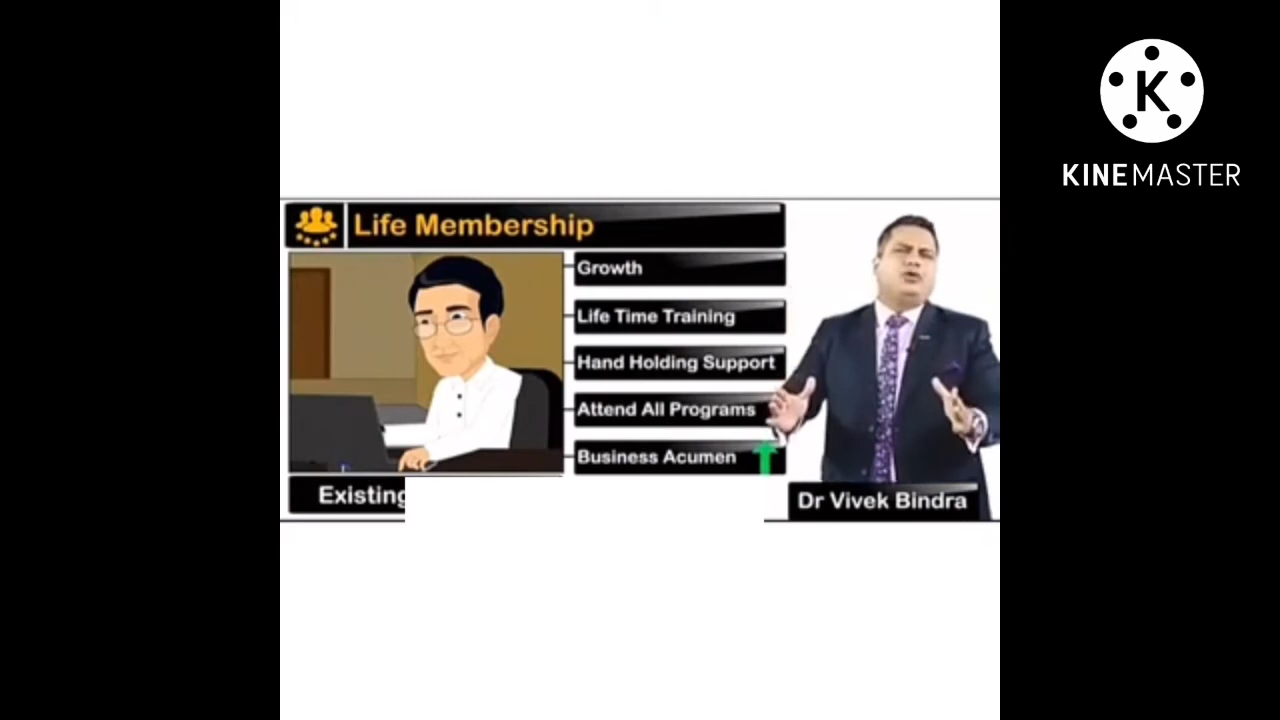 K
KINEMASTER
Life Membership
Growth
Life Time Training
Hand Holding Support
Attend All Programs
Business Acumen
Existing
Dr Vivek Bindra